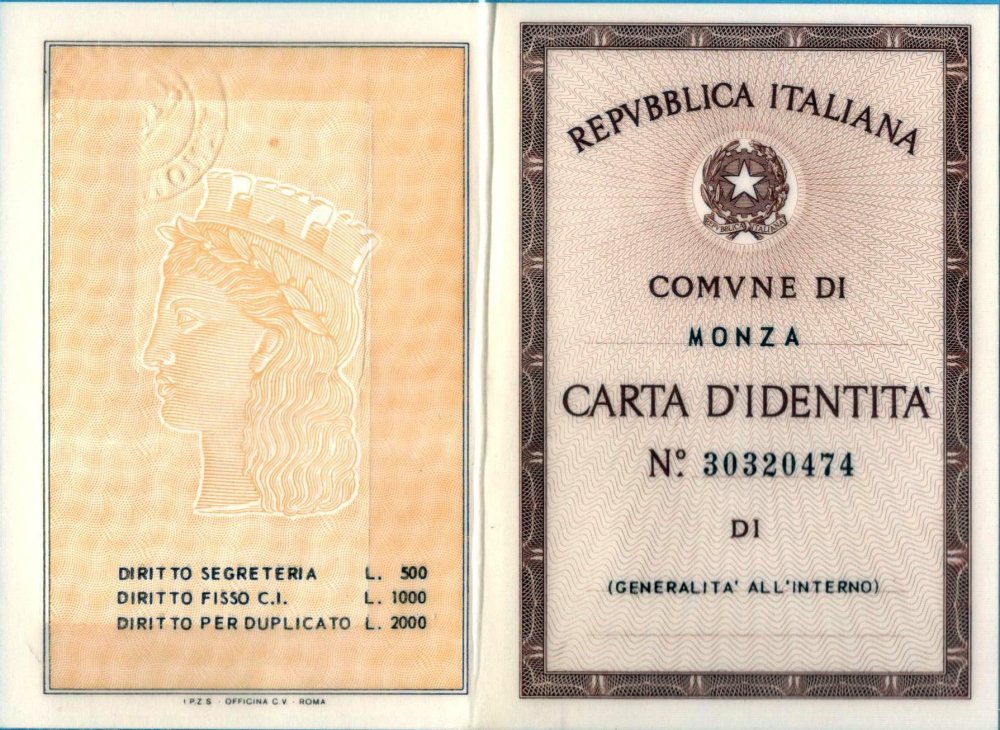 DIRITTO SEGRETERIA L. 500
DIRITTO FISSO C.I. L. 1000
DIRITTO PER DUPLICATO L. 2000
I.P.Z.S. - OFFICINA C.V. - ROMA
REPVBBLICA ITALIANA
REPVBBLICA ITALIANA
COMVNE DI
MONZA
CARTA D'IDENTITA'
Nº. 30320474
DI
(GENERALITA' ALL'INTERNO)